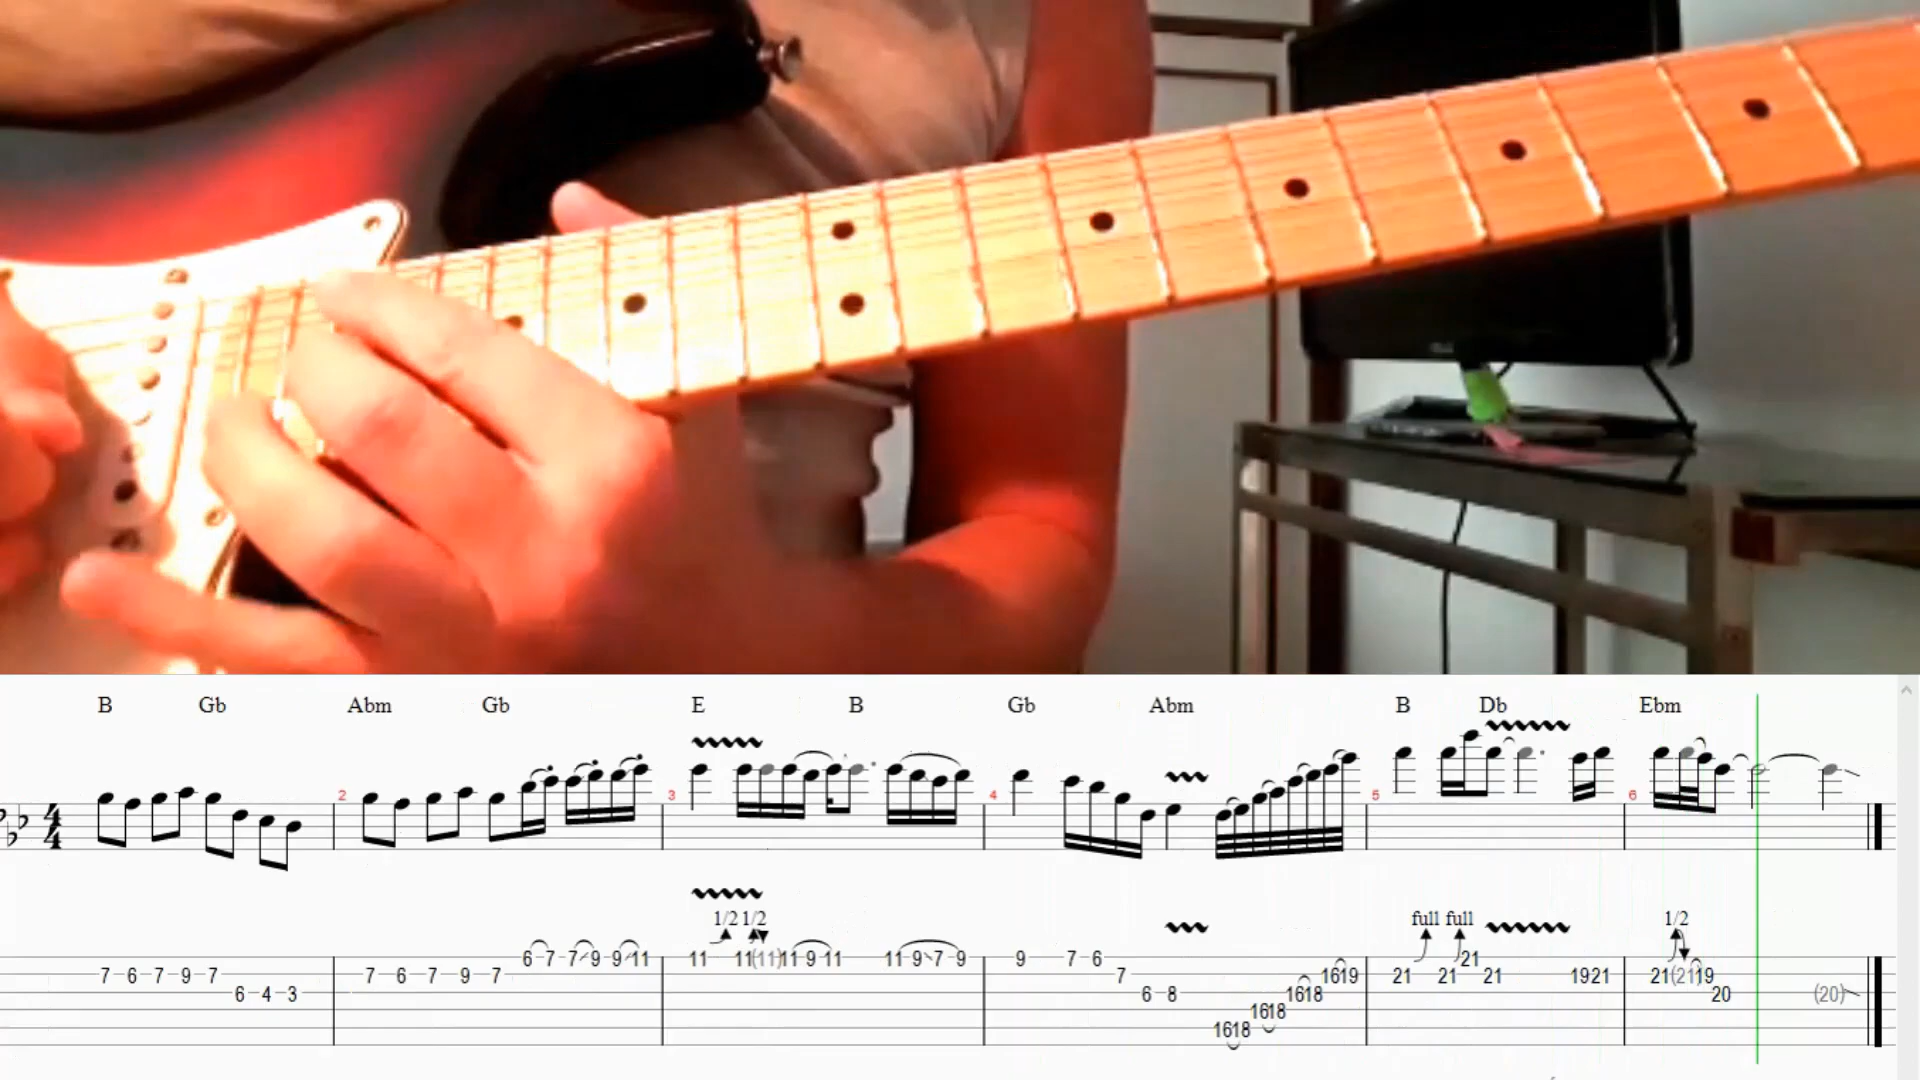 B Gb Abm Gb E B Gb Abm B Db Ebm
4
4
2 3 4 5 6
1/2 1/2 full full 1/2
6 7 7 9 9 11 11 11 (11) 11 9 11 11 9 7 9 9 7 6 21
7 6 7 9 7 7 6 7 9 7 7 16 19 21 21 21 19 21 21 (21) 19
6 4 3 6 8 16 18 20 (20)
16 18
16 18